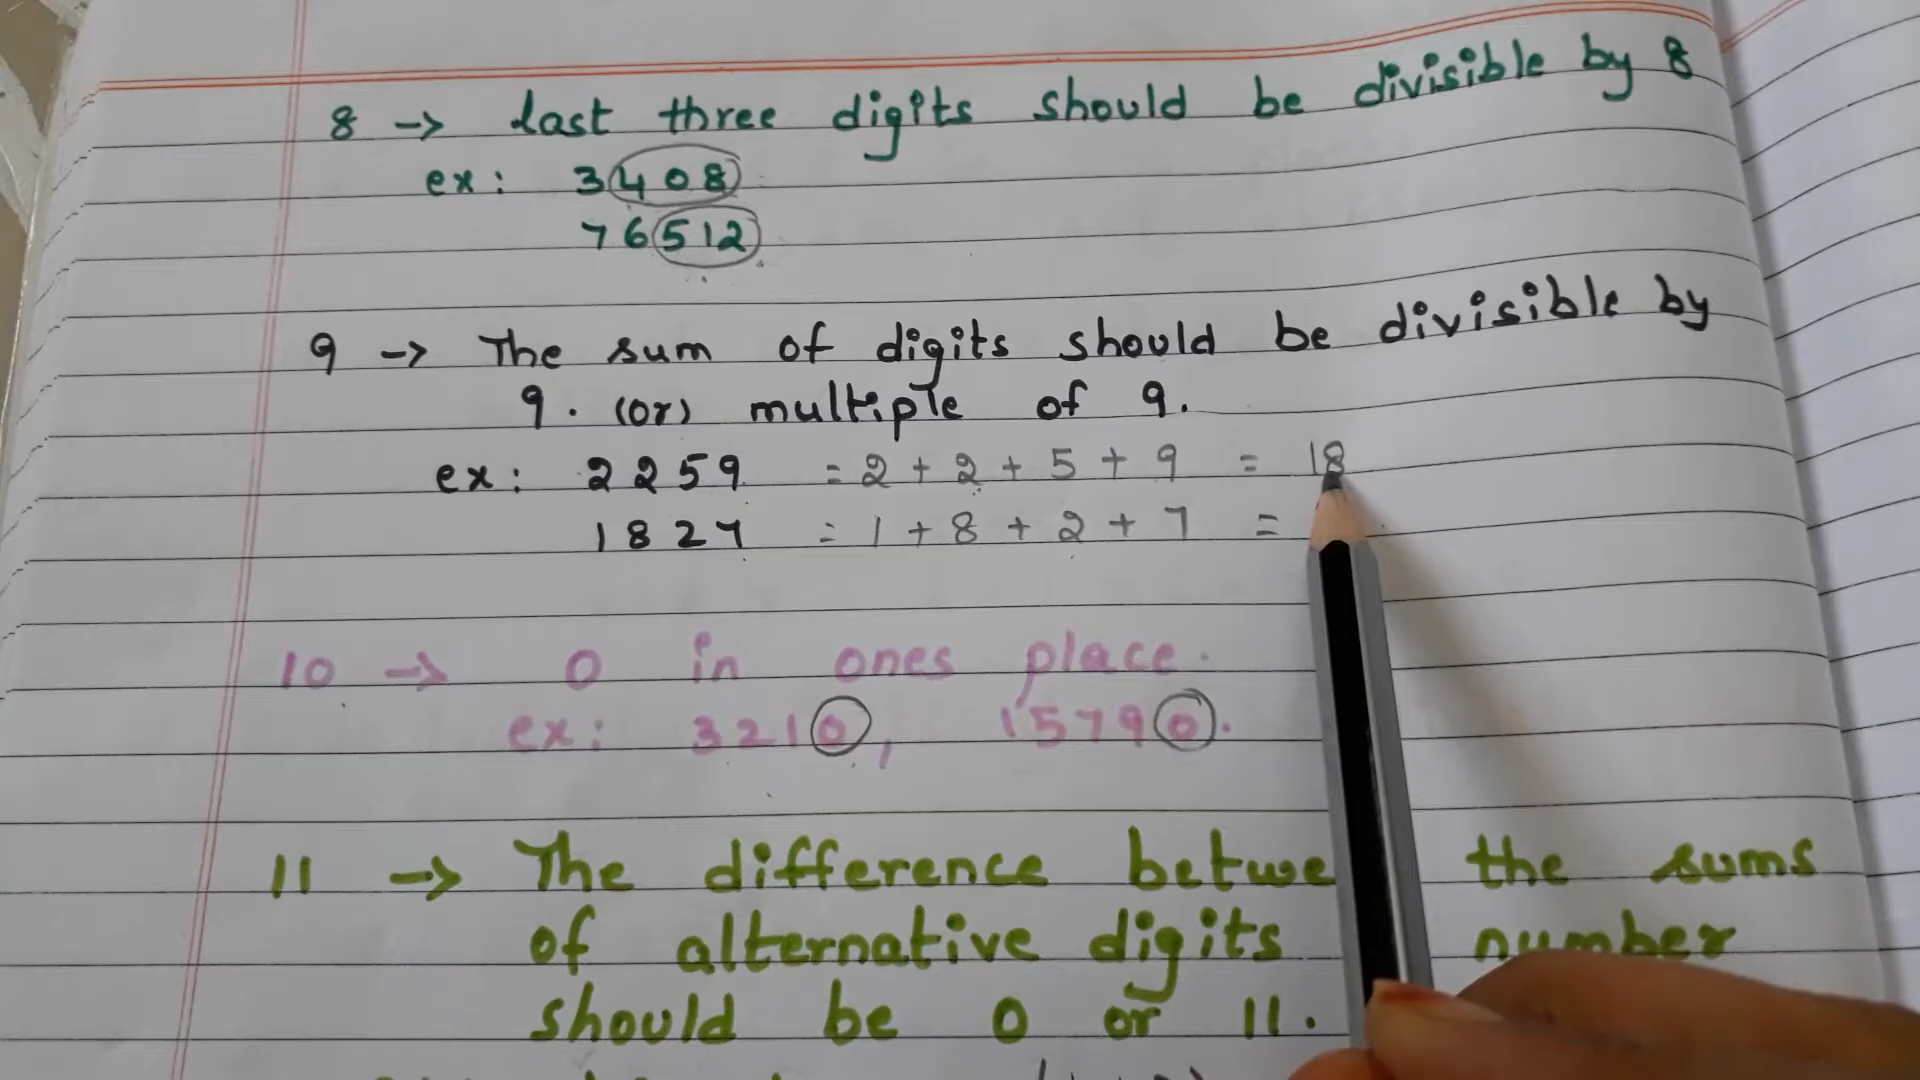 8 -> last three digits should be divisible by 8
ex: 3408
76512
9 -> The sum of digits should be divisible by
9. (or) multiple of 9.
ex: 2259 = 2 + 2 + 5 + 9 = 18
1827 = 1 + 8 + 2 + 7 =
10 -> 0 in ones place.
ex: 3210, 15790.
11 -> The difference betwe the sums
of alternative digits number
should be 0 or 11.